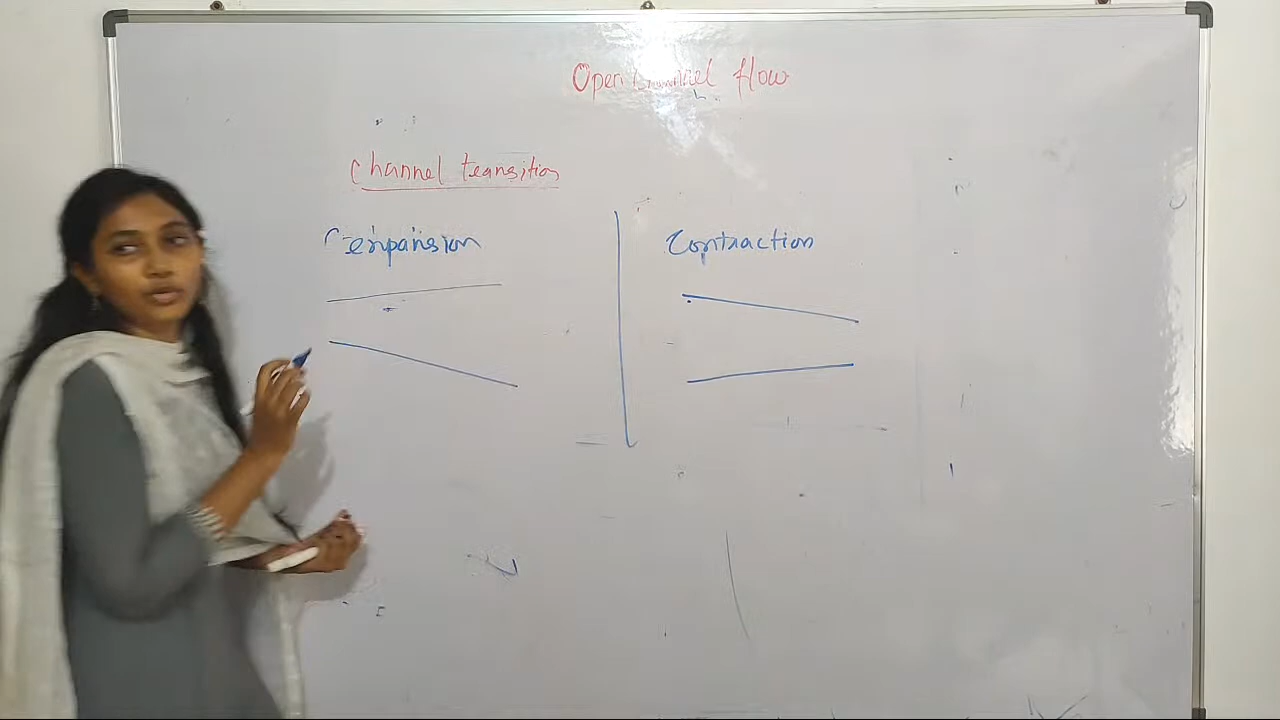 Open channel flow
Channel transition
expansion
Contraction